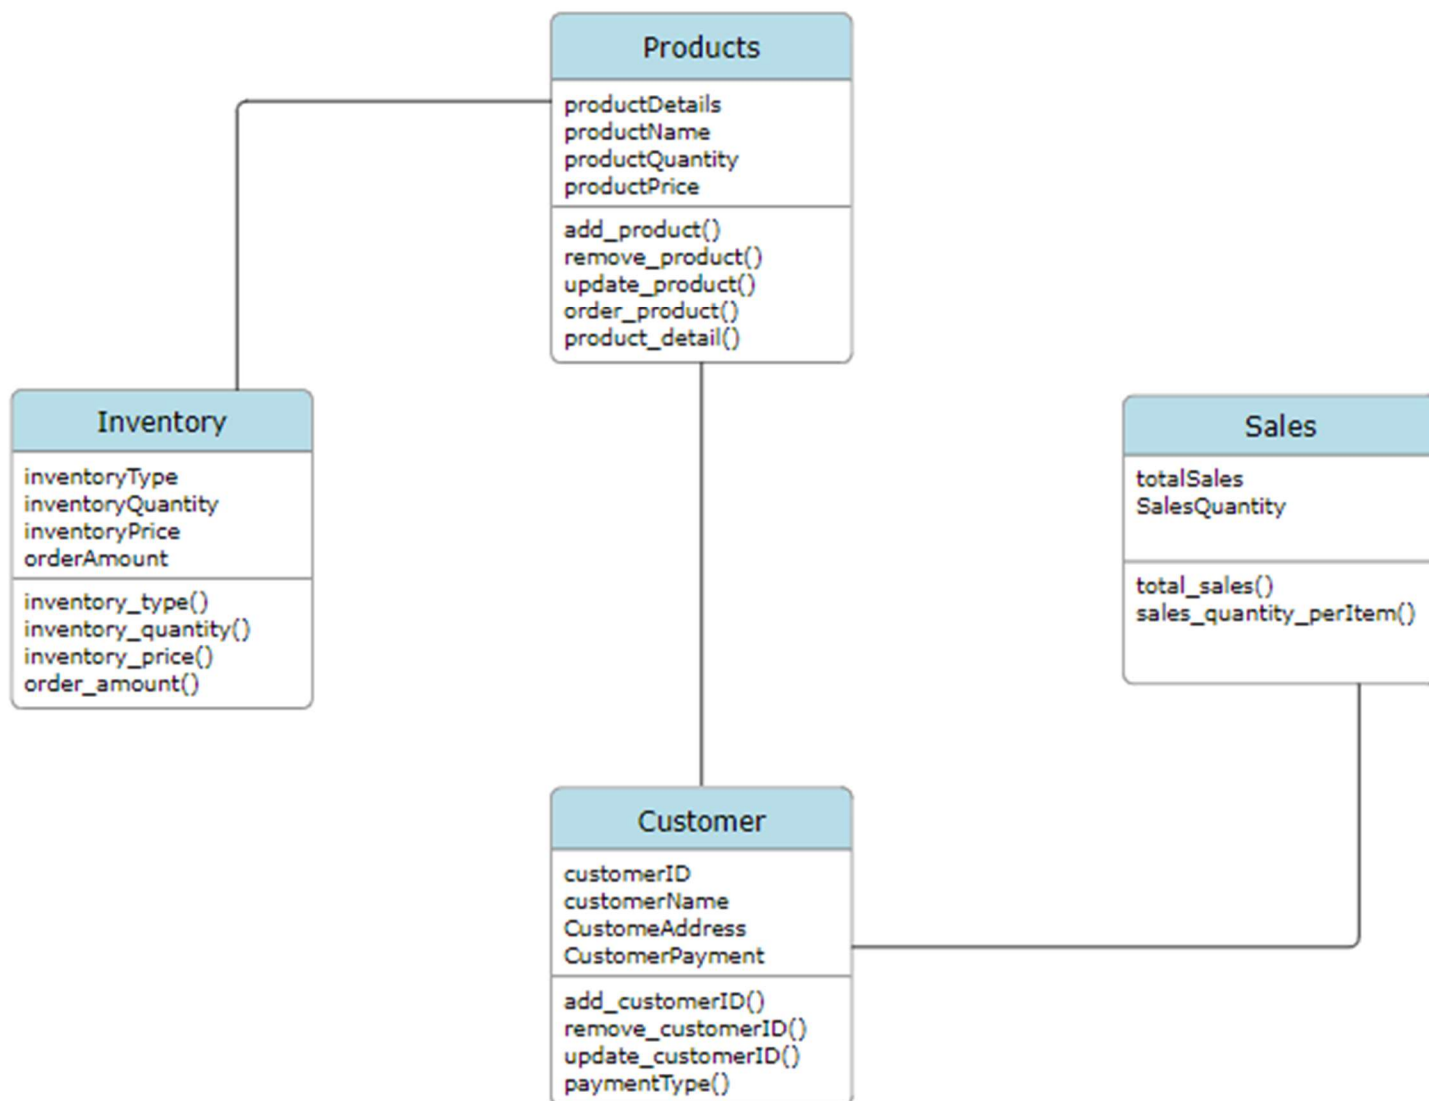 Products
productDetails
productName
productQuantity
productPrice
add_product()
remove_product()
update_product()
order_product()
product_detail()
Inventory
inventoryType
inventoryQuantity
inventoryPrice
orderAmount
inventory_type()
inventory_quantity()
inventory_price()
order_amount()
Sales
totalSales
SalesQuantity
total_sales()
sales_quantity_perItem()
Customer
customerID
customerName
CustomeAddress
CustomerPayment
add_customerID()
remove_customerID()
update_customerID()
paymentType()